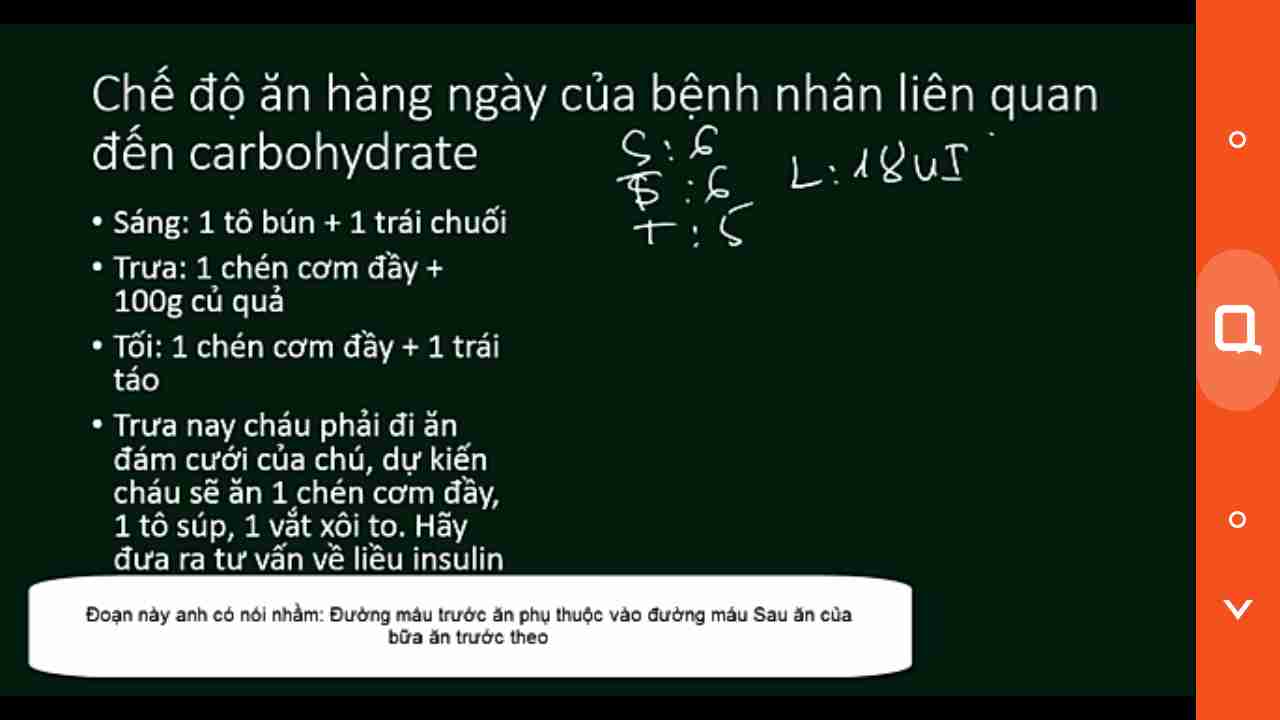 Chế độ ăn hàng ngày của bệnh nhân liên quan
đến carbohydrate
S : 6
S : 6
T : 5
L : 18 UI
• Sáng: 1 tô bún + 1 trái chuối
• Trưa: 1 chén cơm đầy +
100g củ quả
• Tối: 1 chén cơm đầy + 1 trái
táo
• Trưa nay cháu phải đi ăn
đám cưới của chú, dự kiến
cháu sẽ ăn 1 chén cơm đầy,
1 tô súp, 1 vắt xôi to. Hãy
đưa ra tư vấn về liều insulin
Đoạn này anh có nói nhầm: Đường máu trước ăn phụ thuộc vào đường máu Sau ăn của
bữa ăn trước theo